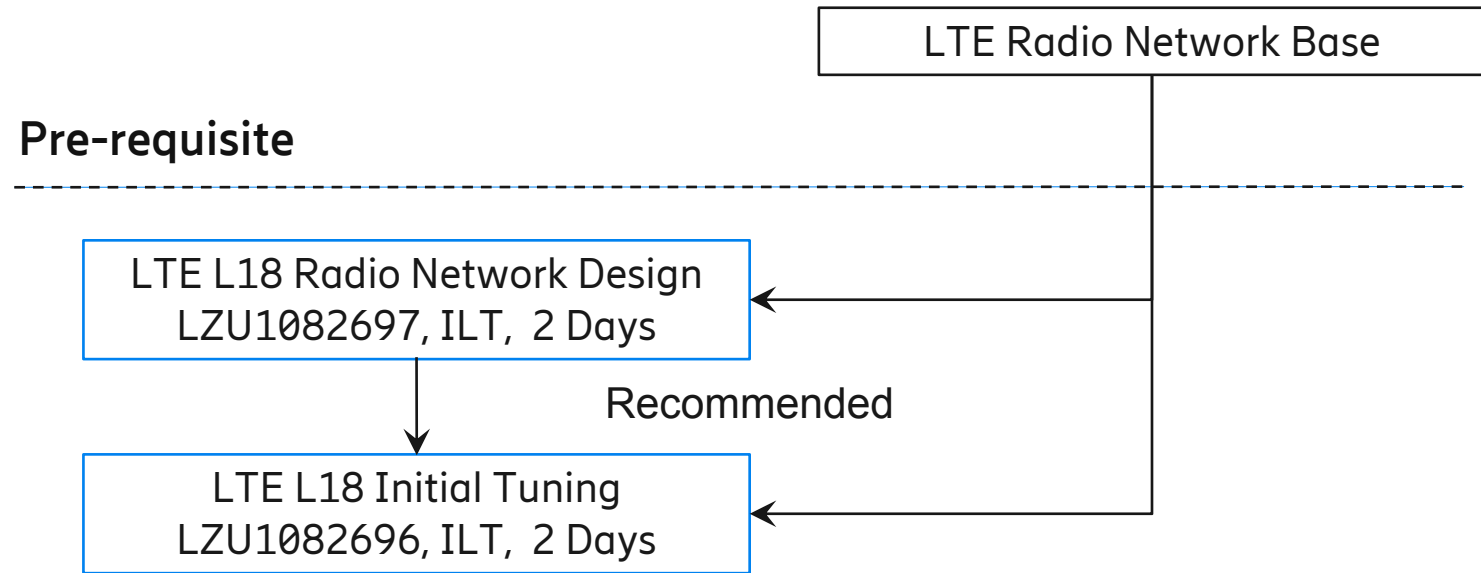 LTE Radio Network Base
Pre-requisite
LTE L18 Radio Network Design
LZU1082697, ILT,  2 Days
Recommended
LTE L18 Initial Tuning
LZU1082696, ILT,  2 Days